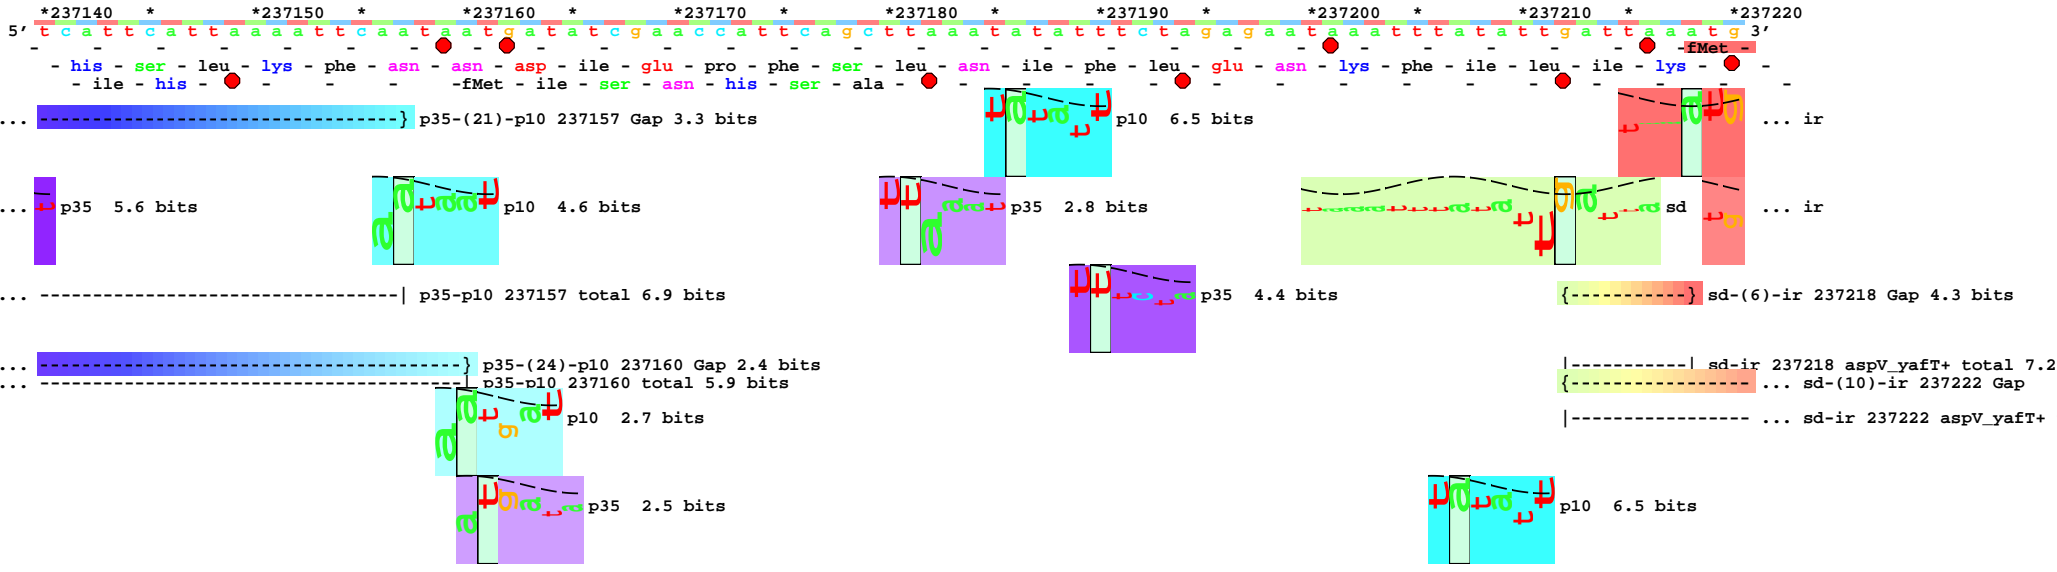 *237140 * *237150 * *237160 * *237170 * *237180 * *237190 * *237200 * *237210 * *237220
5' t c a t t c a t t a a a a t t c a a t a a t g a t a t c g a a c c a t t c a g c t t a a a t a t a t t t c t a g a g a a t a a a t t t a t a t t g a t t a a a t g 3'
- - - - - - - - - - - - - - - - - - - - - - fMet -
- his - ser - leu - lys - phe - asn - asn - asp - ile - glu - pro - phe - ser - leu - asn - ile - phe - leu - glu - asn - lys - phe - ile - leu - ile - lys - -
- ile - his - - - - -fMet - ile - ser - asn - his - ser - ala - - - - - - - - - - - - -
... ------------------} p35-(21)-p10 237157 Gap 3.3 bits
t a t a t t p10 6.5 bits
t a t g ... ir
... t p35 5.6 bits
a a t a a t p10 4.6 bits
t t a a a t p35 2.8 bits
t a a a t t t a t a t t g a t t a sd
t g ... ir
... ------------------| p35-p10 237157 total 6.9 bits
t t t c t a p35 4.4 bits
{-----------} sd-(6)-ir 237218 Gap 4.3 bits
... ---------------------} p35-(24)-p10 237160 Gap 2.4 bits
|-----------| sd-ir 237218 aspV_yafT+ total 7.2
... ---------------------| p35-p10 237160 total 5.9 bits
{---------------- ... sd-(10)-ir 237222 Gap
a a t g a t p10 2.7 bits
|---------------- ... sd-ir 237222 aspV_yafT+
a t g a t a p35 2.5 bits
t a t a t t p10 6.5 bits